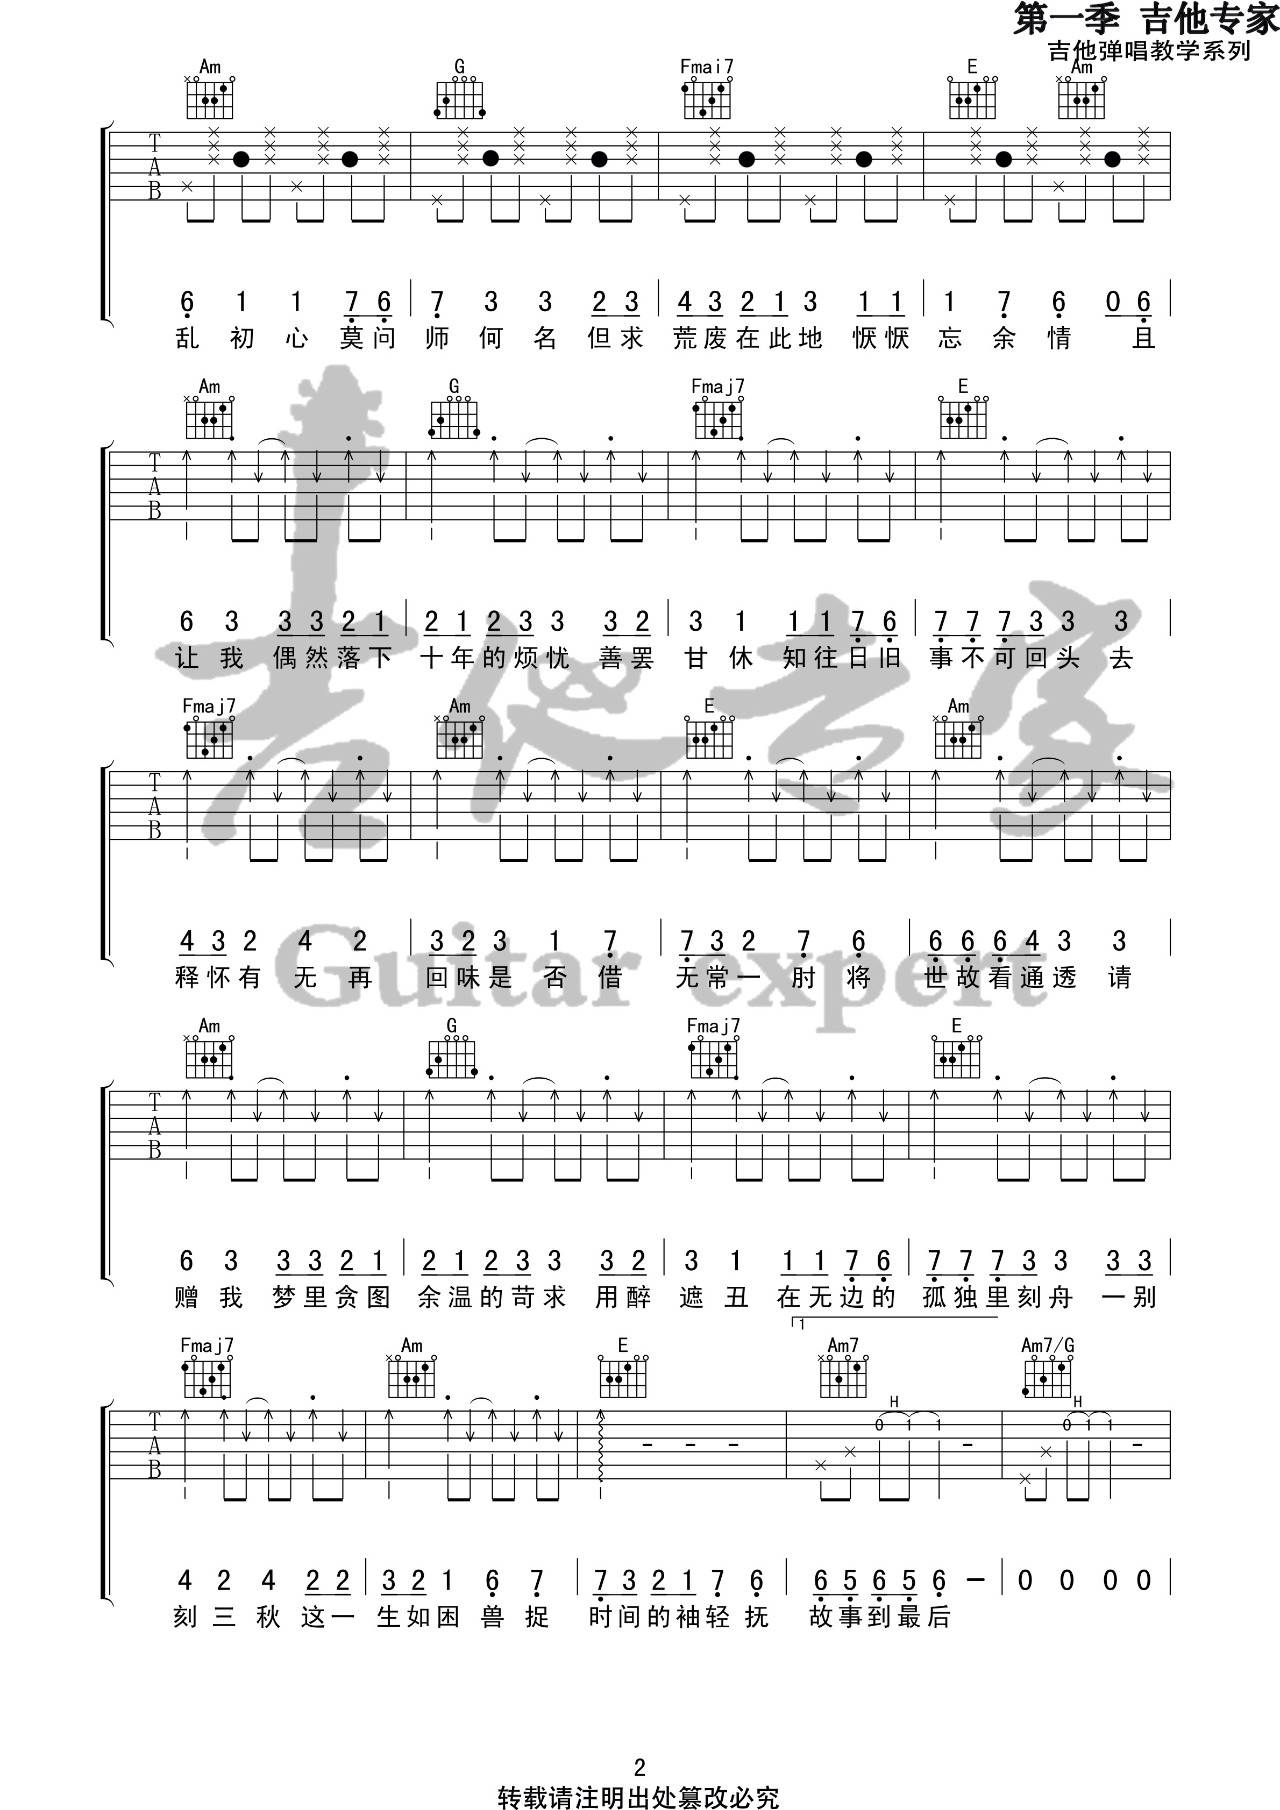 第一季 吉他专家
吉他弹唱教学系列
Am G Fmaj7 E Am
T
A
B
6 1 1 7 6 7 3 3 2 3 4 3 2 1 3 1 1 1 7 6 0 6
乱 初 心 莫 问 师 何 名 但 求 荒 废 在 此 地 恹 恹 忘 余 情 且
Am G Fmaj7 E
T
A
B
6 3 3 3 2 1 2 1 2 3 3 3 2 3 1 1 1 7 6 7 7 7 3 3 3
让 我 偶 然 落 下 十 年 的 烦 忧 善 罢 甘 休 知 往 日 旧 事 不 可 回 头 去
Fmaj7 Am E Am
T
A
B
4 3 2 4 2 3 2 3 1 7 7 3 2 7 6 6 6 6 4 3 3
释 怀 有 无 再 回 味 是 否 借 无 常 一 肘 将 世 故 看 通 透 请
Guitar expert
Am G Fmaj7 E
T
A
B
6 3 3 3 2 1 2 1 2 3 3 3 2 3 1 1 1 7 6 7 7 7 3 3 3 3
赠 我 梦 里 贪 图 余 温 的 苛 求 用 醉 遮 丑 在 无 边 的 孤 独 里 刻 舟 一 别
1
Fmaj7 Am E Am7 Am7/G
H H
T
A
B
0 1 1 0 1 1
4 2 4 2 2 3 2 1 6 7 7 3 2 1 7 6 6 5 6 5 6 — 0 0 0 0
刻 三 秋 这 一 生 如 困 兽 捉 时 间 的 袖 轻 抚 故 事 到 最 后
2
转载请注明出处篡改必究